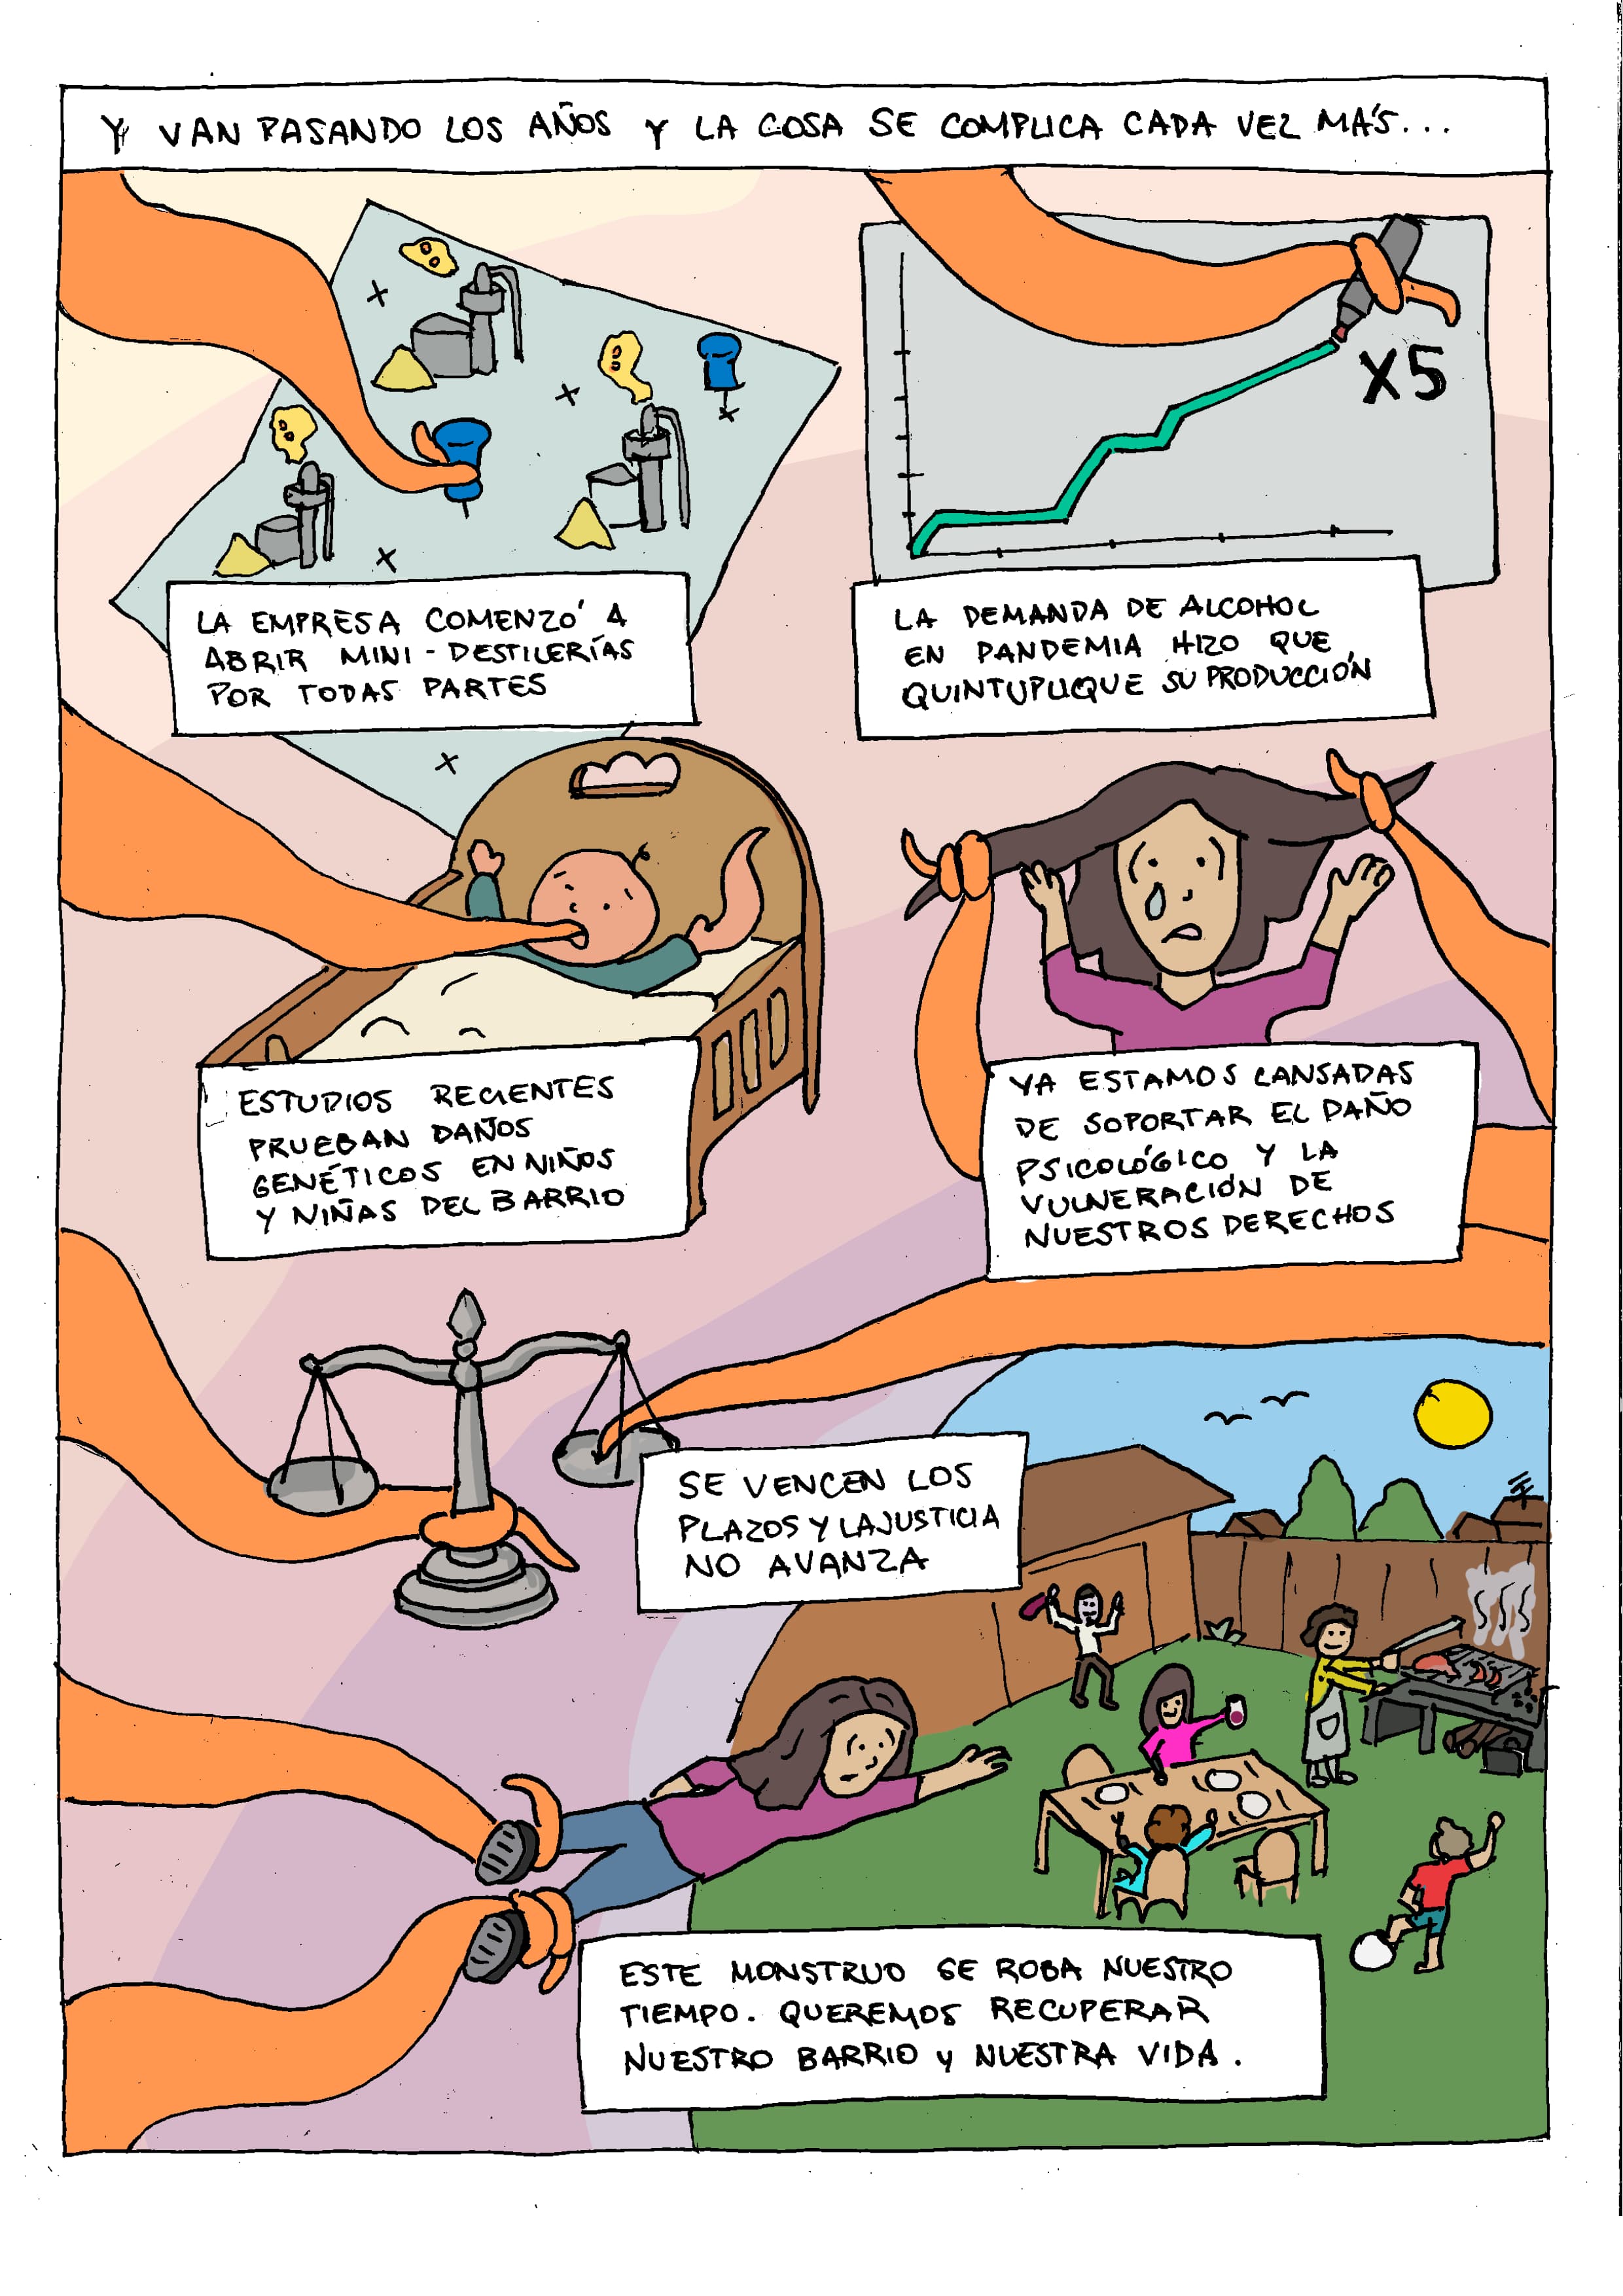 Y VAN PASANDO LOS AÑOS Y LA COSA SE COMPLICA CADA VEZ MÁS...
X5
LA EMPRESA COMENZÓ A
ABRIR MINI-DESTILERÍAS
POR TODAS PARTES
LA DEMANDA DE ALCOHOL
EN PANDEMIA HIZO QUE
QUINTUPLIQUE SU PRODUCCIÓN
ESTUDIOS RECIENTES
PRUEBAN DAÑOS
GENÉTICOS EN NIÑOS
Y NIÑAS DEL BARRIO
YA ESTAMOS CANSADAS
DE SOPORTAR EL DAÑO
PSICOLÓGICO Y LA
VULNERACIÓN DE
NUESTROS DERECHOS
SE VENCEN LOS
PLAZOS Y LA JUSTICIA
NO AVANZA
ESTE MONSTRUO SE ROBA NUESTRO
TIEMPO. QUEREMOS RECUPERAR
NUESTRO BARRIO Y NUESTRA VIDA.